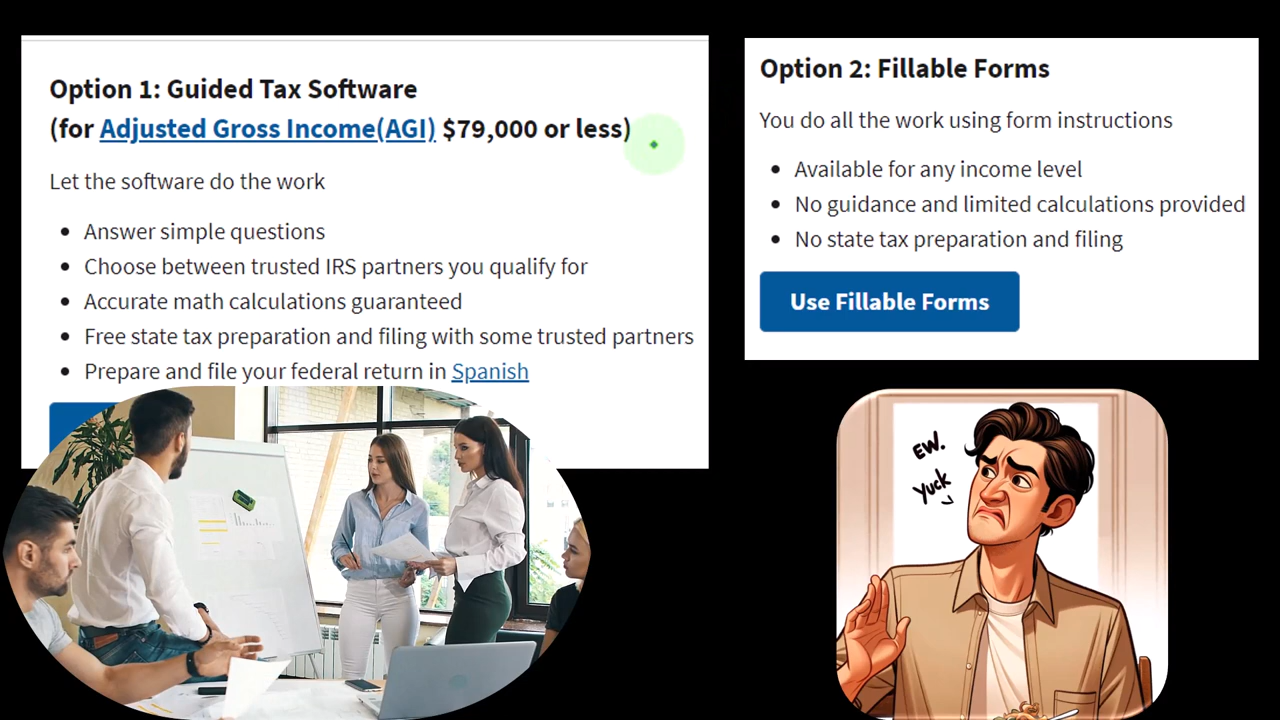 Option 1: Guided Tax Software
(for Adjusted Gross Income(AGI) $79,000 or less)
Let the software do the work
Answer simple questions
Choose between trusted IRS partners you qualify for
Accurate math calculations guaranteed
Free state tax preparation and filing with some trusted partners
Prepare and file your federal return in Spanish
Option 2: Fillable Forms
You do all the work using form instructions
Available for any income level
No guidance and limited calculations provided
No state tax preparation and filing
Use Fillable Forms
EW.
Yuck